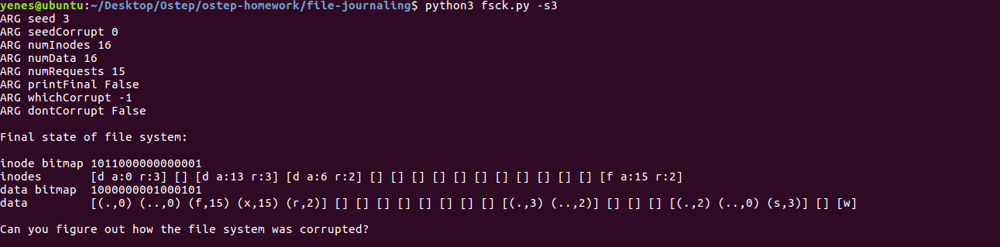 yenes@ubuntu:~/Desktop/Ostep/ostep-homework/file-journaling$ python3 fsck.py -s3
ARG seed 3
ARG seedCorrupt 0
ARG numInodes 16
ARG numData 16
ARG numRequests 15
ARG printFinal False
ARG whichCorrupt -1
ARG dontCorrupt False
Final state of file system:
inode bitmap 1011000000000001
inodes       [d a:0 r:3] [] [d a:13 r:3] [d a:6 r:2] [] [] [] [] [] [] [] [] [] [] [] [f a:15 r:2]
data bitmap  1000000001000101
data         [(.,0) (..,0) (f,15) (x,15) (r,2)] [] [] [] [] [] [] [] [] [(.,3) (..,2)] [] [] [] [(.,2) (..,0) (s,3)] [] [w]
Can you figure out how the file system was corrupted?